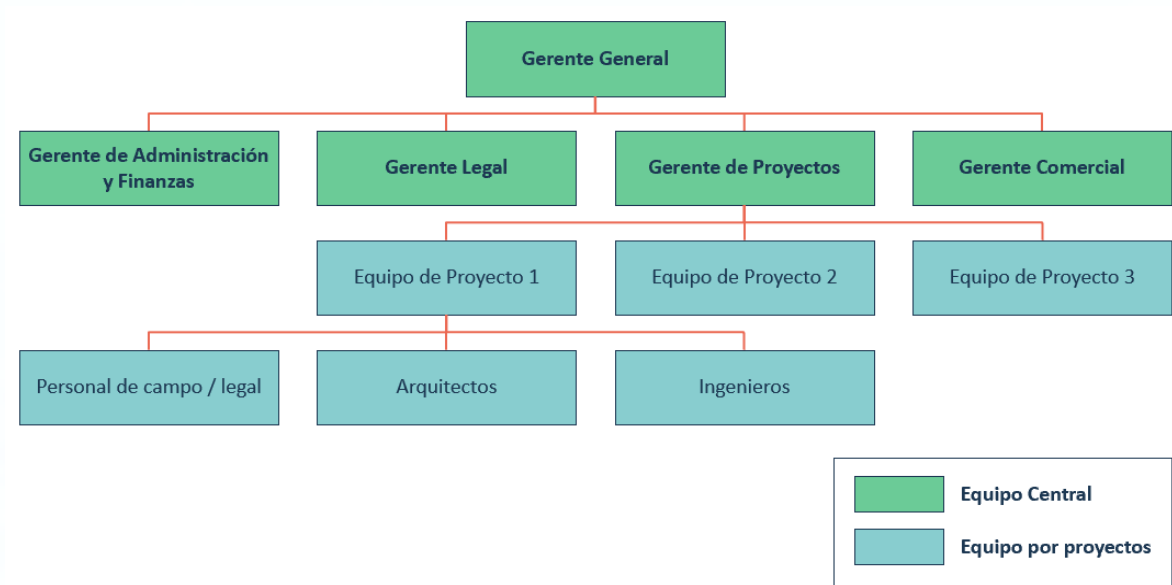 Gerente General
Gerente de Administración
y Finanzas
Gerente Legal
Gerente de Proyectos
Gerente Comercial
Equipo de Proyecto 1
Equipo de Proyecto 2
Equipo de Proyecto 3
Personal de campo / legal
Arquitectos
Ingenieros
Equipo Central
Equipo por proyectos